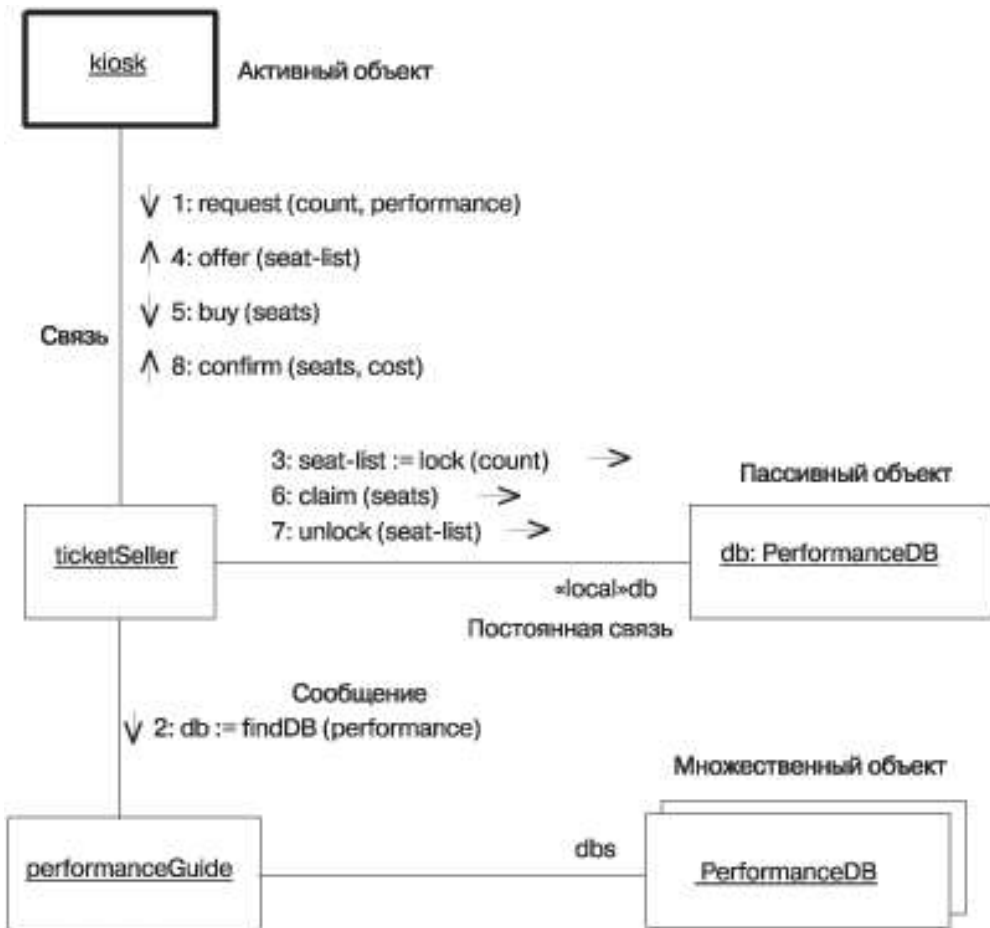 kiosk
Активный объект
1: request (count, performance)
4: offer (seat-list)
5: buy (seats)
Связь
8: confirm (seats, cost)
3: seat-list := lock (count)
6: claim (seats)
7: unlock (seat-list)
Пассивный объект
ticketSeller
db: PerformanceDB
«local»db
Постоянная связь
Сообщение
2: db := findDB (performance)
Множественный объект
performanceGuide
dbs
PerformanceDB